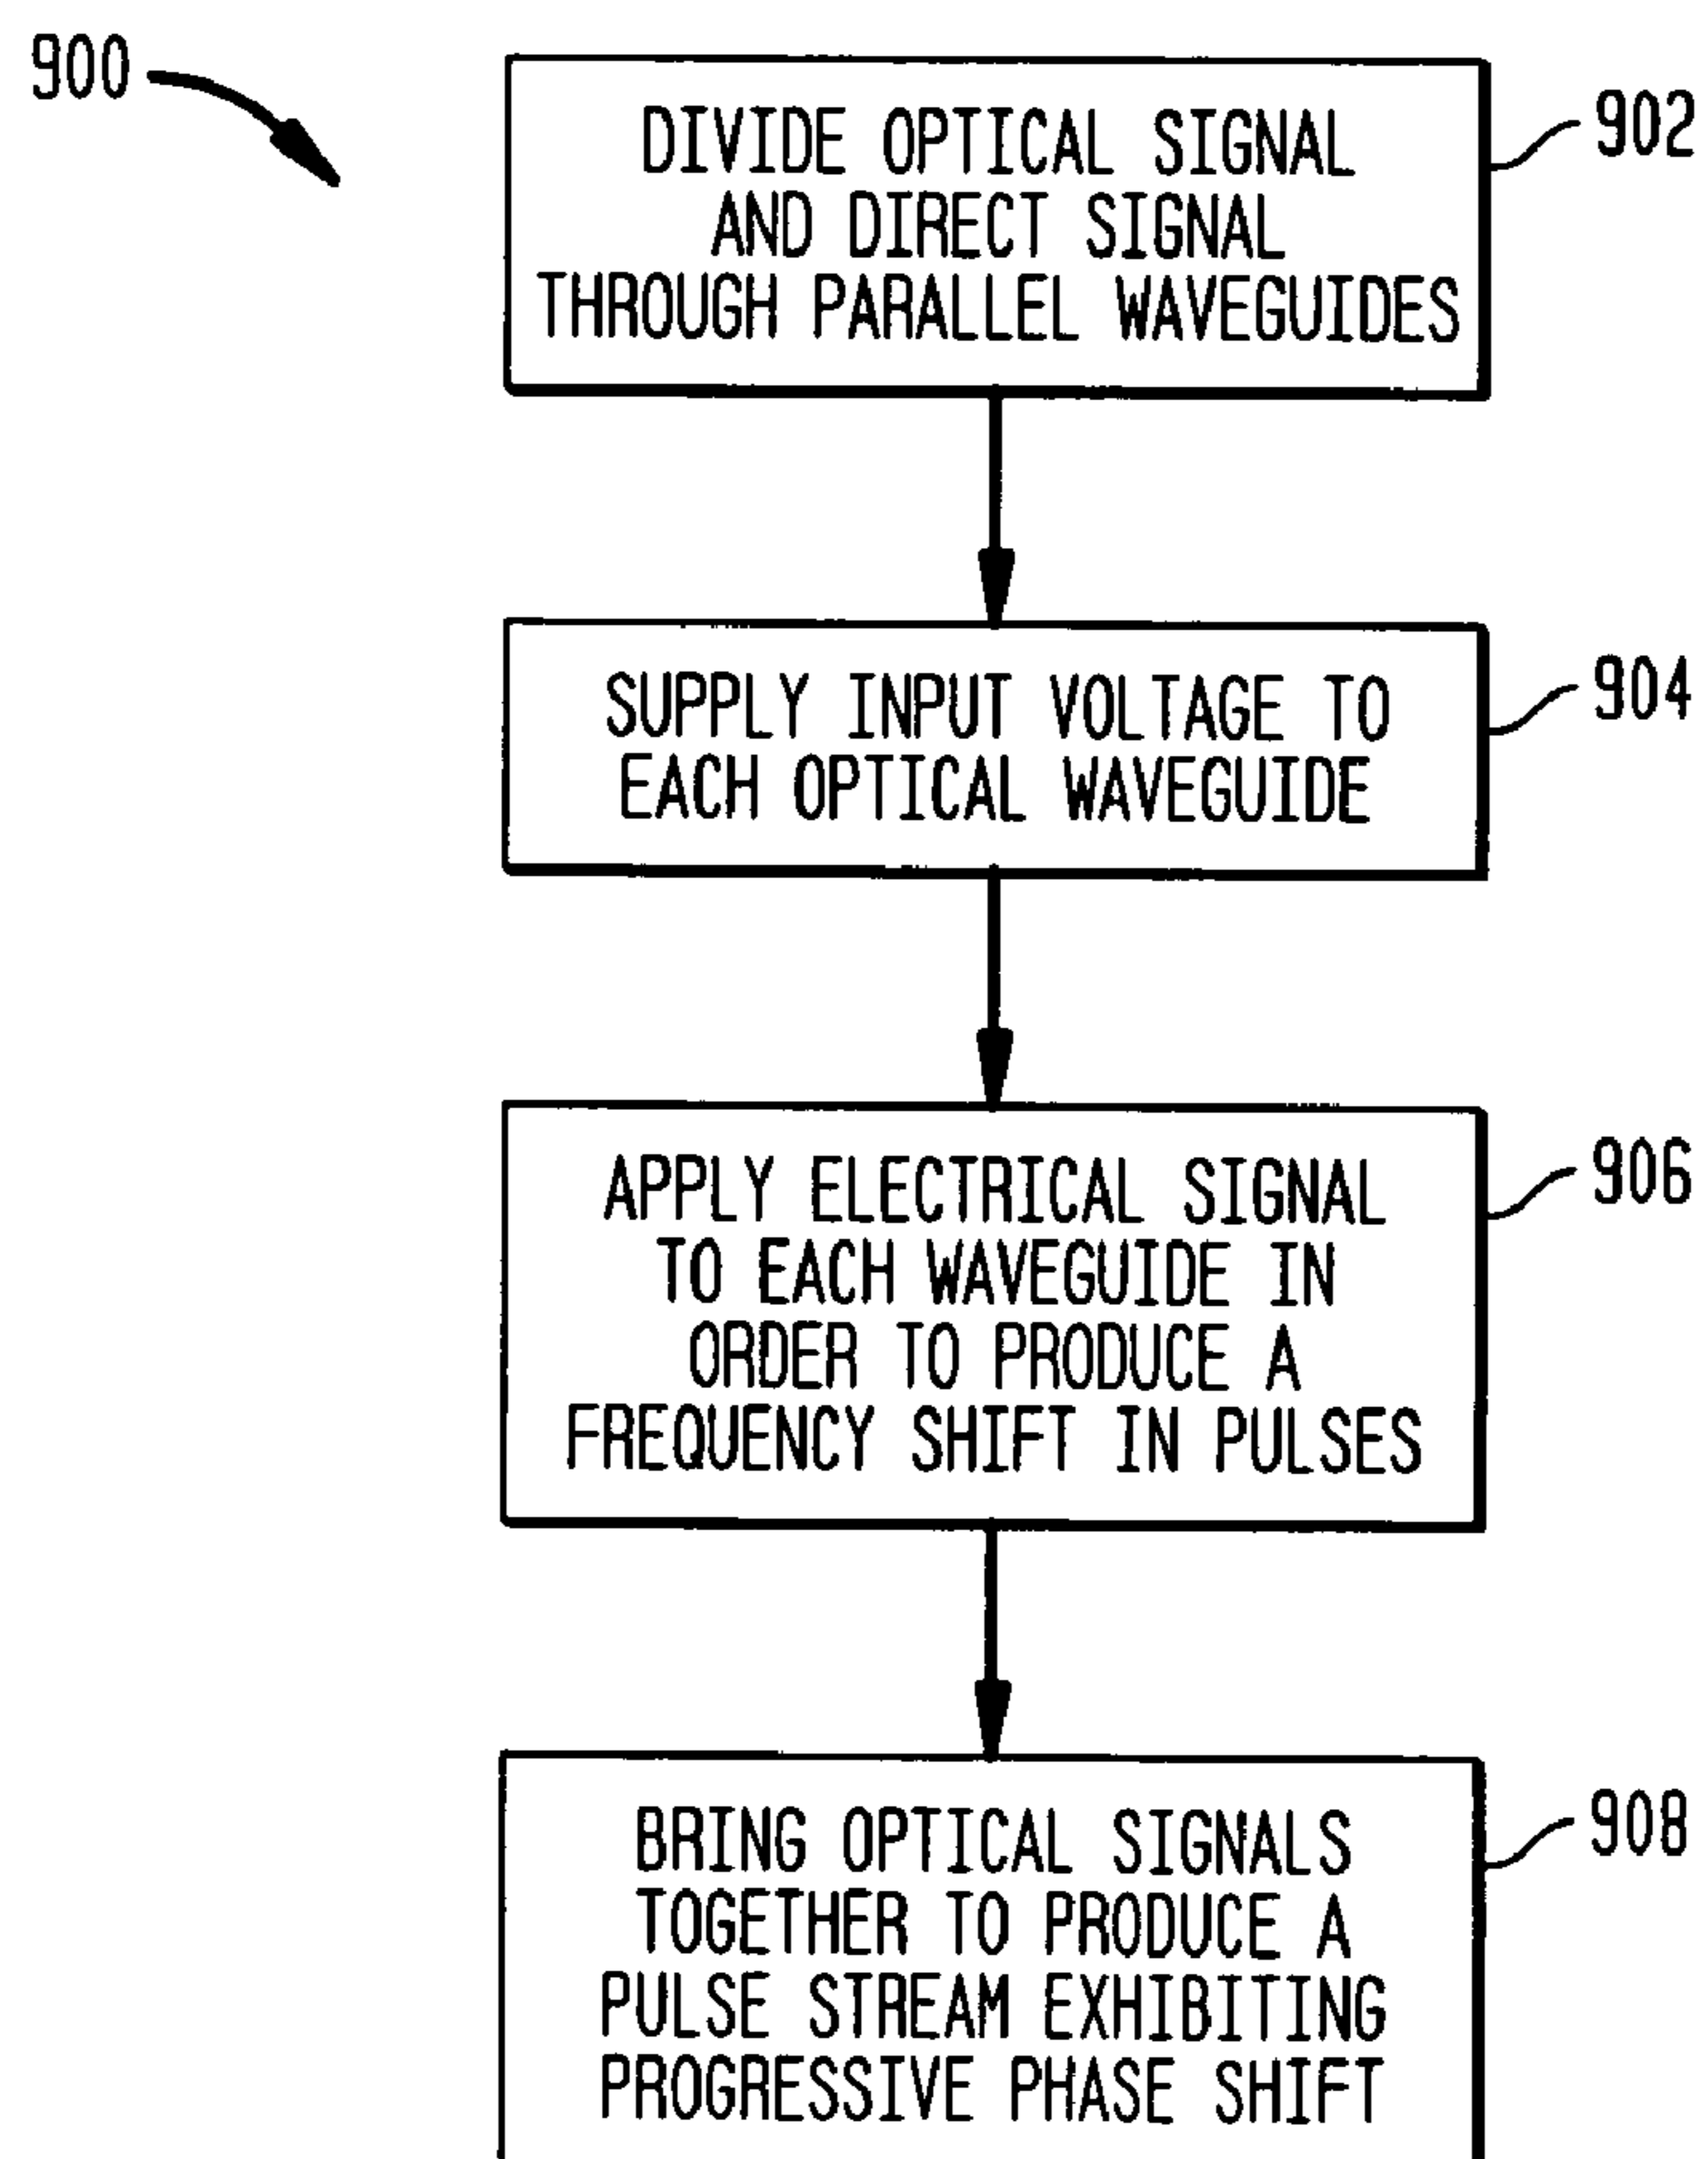 900
DIVIDE OPTICAL SIGNAL
AND DIRECT SIGNAL
THROUGH PARALLEL WAVEGUIDES
902
SUPPLY INPUT VOLTAGE TO
EACH OPTICAL WAVEGUIDE
904
APPLY ELECTRICAL SIGNAL
TO EACH WAVEGUIDE IN
ORDER TO PRODUCE A
FREQUENCY SHIFT IN PULSES
906
BRING OPTICAL SIGNALS
TOGETHER TO PRODUCE A
PULSE STREAM EXHIBITING
PROGRESSIVE PHASE SHIFT
908